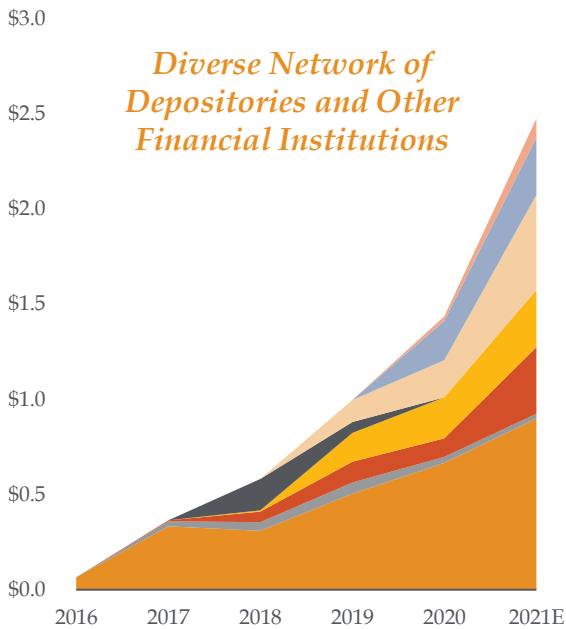 $3.0
Diverse Network of
Depositories and Other
Financial Institutions
$2.5
$2.0
$1.5
$1.0
$0.5
$0.0
2016 2017 2018 2019 2020 2021E